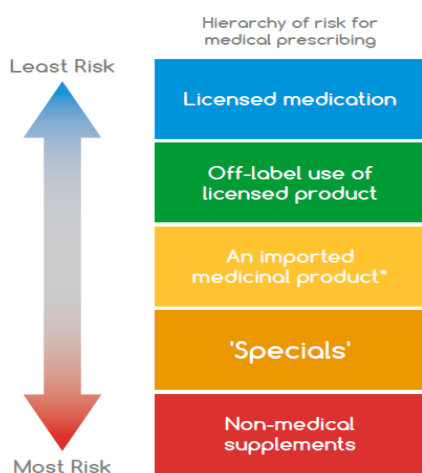 Hierarchy of risk for
medical prescribing
Least Risk
Licensed medication
Off-label use of
licensed product
An imported
medicinal product*
'Specials'
Non-medical
supplements
Most Risk